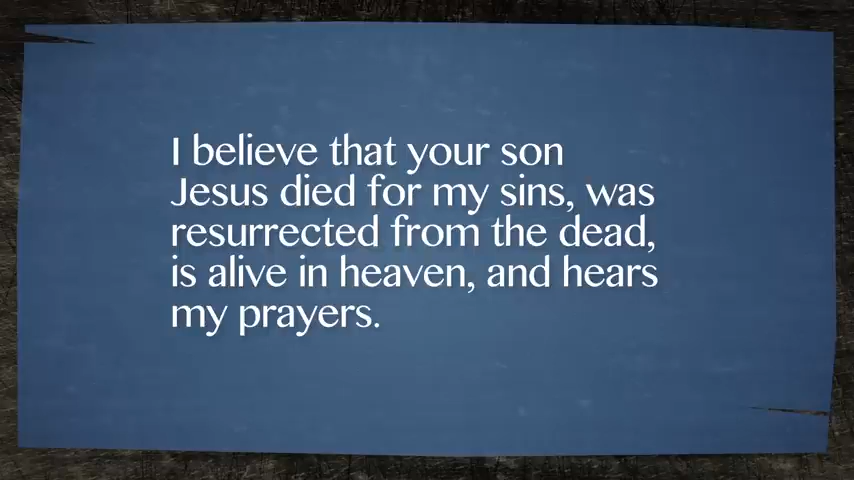 I believe that your son
Jesus died for my sins, was
resurrected from the dead,
is alive in heaven, and hears
my prayers.